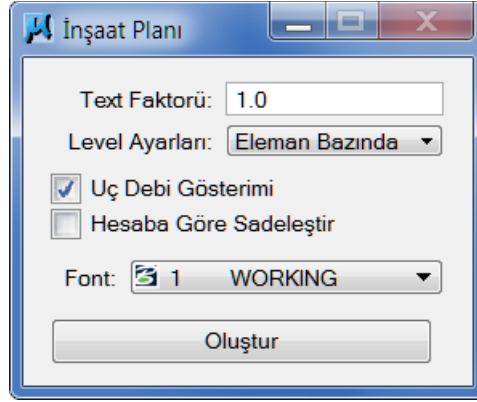 İnşaat Planı
Text Faktorü: 1.0
Level Ayarları: Eleman Bazında
Uç Debi Gösterimi
Hesaba Göre Sadeleştir
Font: 1 WORKING
Oluştur